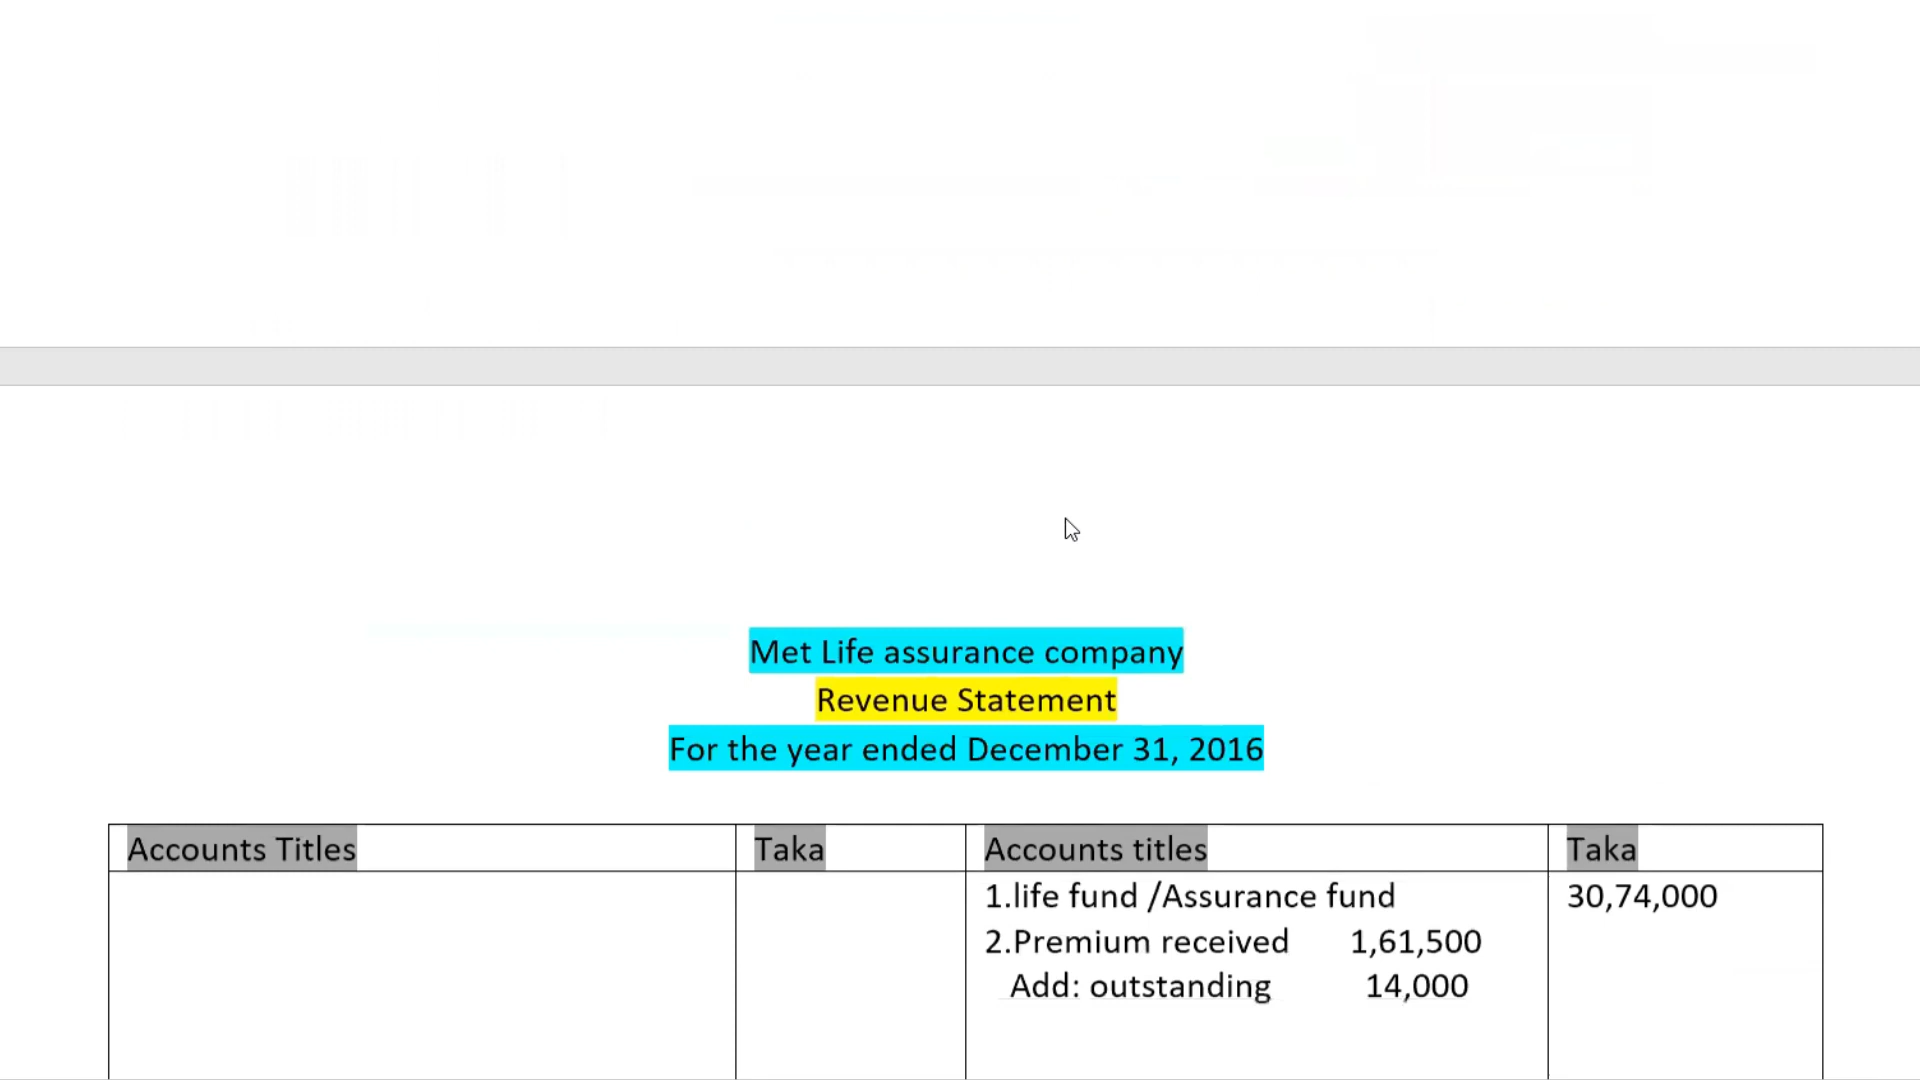 Met Life assurance company
Revenue Statement
For the year ended December 31, 2016
Accounts Titles Taka Accounts titles Taka
1.life fund /Assurance fund 30,74,000
2.Premium received 1,61,500
Add: outstanding 14,000